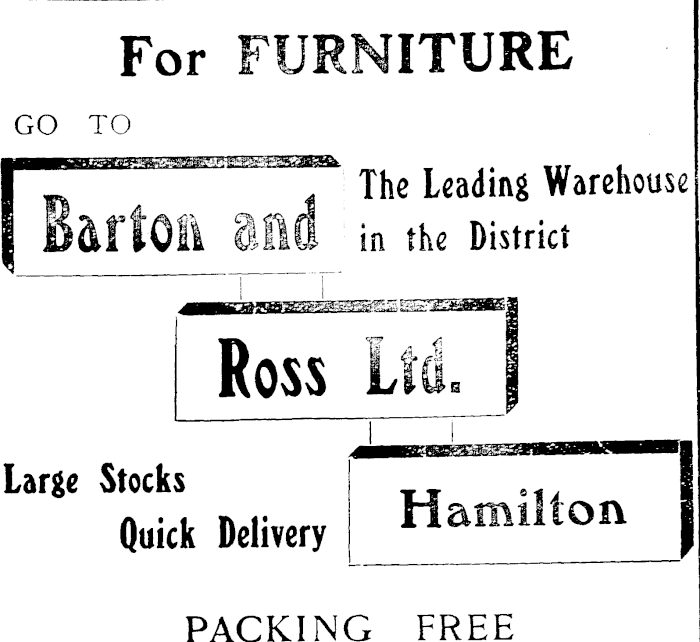 For FURNITURE
GO TO
Barton and
The Leading Warehouse
in the District
Ross Ltd.
Large Stocks
Quick Delivery
Hamilton
PACKING FREE